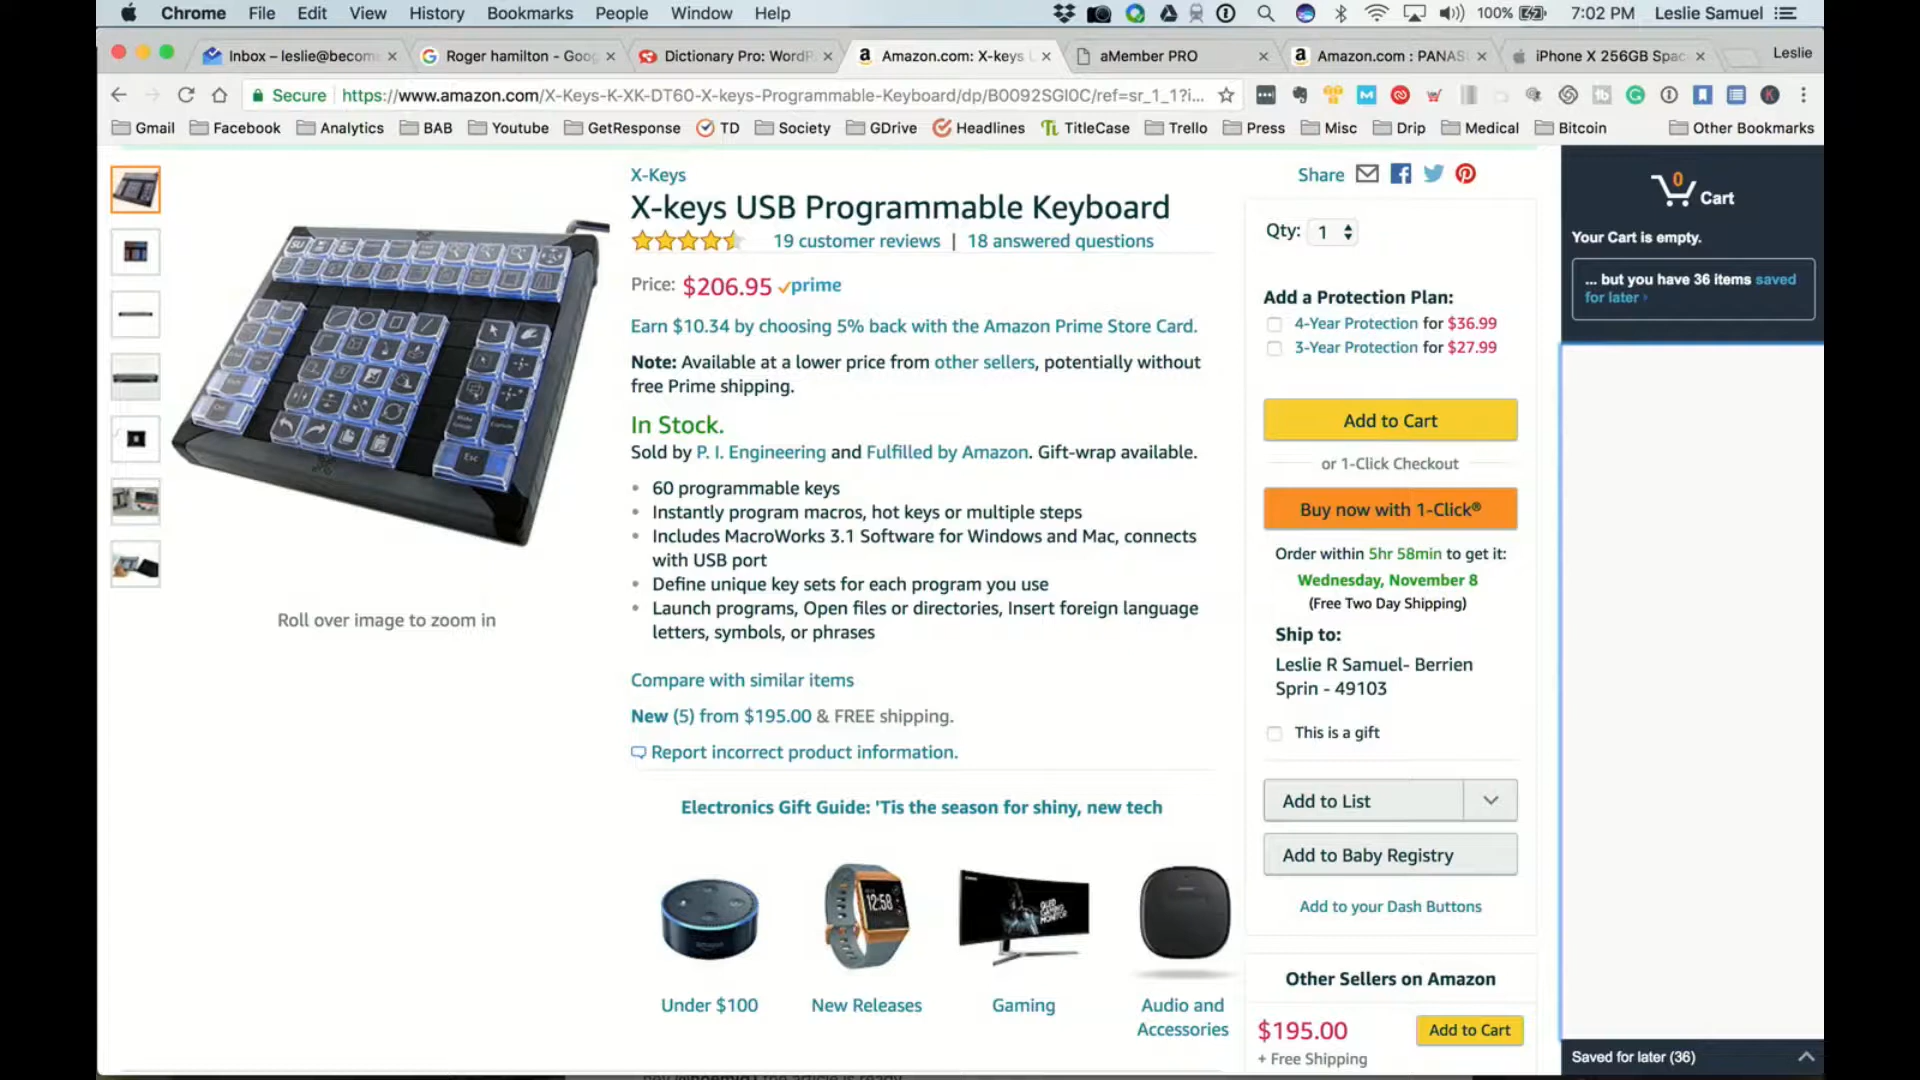 Chrome File Edit View History Bookmarks People Window Help 100% 7:02 PM Leslie Samuel
Inbox – leslie@becom Roger hamilton - Goog Dictionary Pro: WordP Amazon.com: X-keys U aMember PRO Amazon.com : PANAS iPhone X 256GB Spac Leslie
Secure https://www.amazon.com/X-Keys-K-XK-DT60-X-keys-Programmable-Keyboard/dp/B0092SGI0C/ref=sr_1_1?i...
Gmail Facebook Analytics BAB Youtube GetResponse TD Society GDrive Headlines TitleCase Trello Press Misc Drip Medical Bitcoin Other Bookmarks
X-Keys
X-keys USB Programmable Keyboard
19 customer reviews | 18 answered questions
Price: $206.95 prime
Earn $10.34 by choosing 5% back with the Amazon Prime Store Card.
Note: Available at a lower price from other sellers, potentially without
free Prime shipping.
In Stock.
Sold by P. I. Engineering and Fulfilled by Amazon. Gift-wrap available.
• 60 programmable keys
• Instantly program macros, hot keys or multiple steps
• Includes MacroWorks 3.1 Software for Windows and Mac, connects
with USB port
• Define unique key sets for each program you use
• Launch programs, Open files or directories, Insert foreign language
letters, symbols, or phrases
Compare with similar items
New (5) from $195.00 & FREE shipping.
Report incorrect product information.
Roll over image to zoom in
Esc
Electronics Gift Guide: 'Tis the season for shiny, new tech
amazon
12:58
QLED
GAMING
MONITOR
Under $100
New Releases
Gaming
Audio and
Accessories
Share
Qty: 1
Add a Protection Plan:
4-Year Protection for $36.99
3-Year Protection for $27.99
Add to Cart
or 1-Click Checkout
Buy now with 1-Click®
Order within 5hr 58min to get it:
Wednesday, November 8
(Free Two Day Shipping)
Ship to:
Leslie R Samuel- Berrien
Sprin - 49103
This is a gift
Add to List
Add to Baby Registry
Add to your Dash Buttons
Other Sellers on Amazon
$195.00 Add to Cart
+ Free Shipping
0
Cart
Your Cart is empty.
... but you have 36 items saved
for later ›
Saved for later (36)